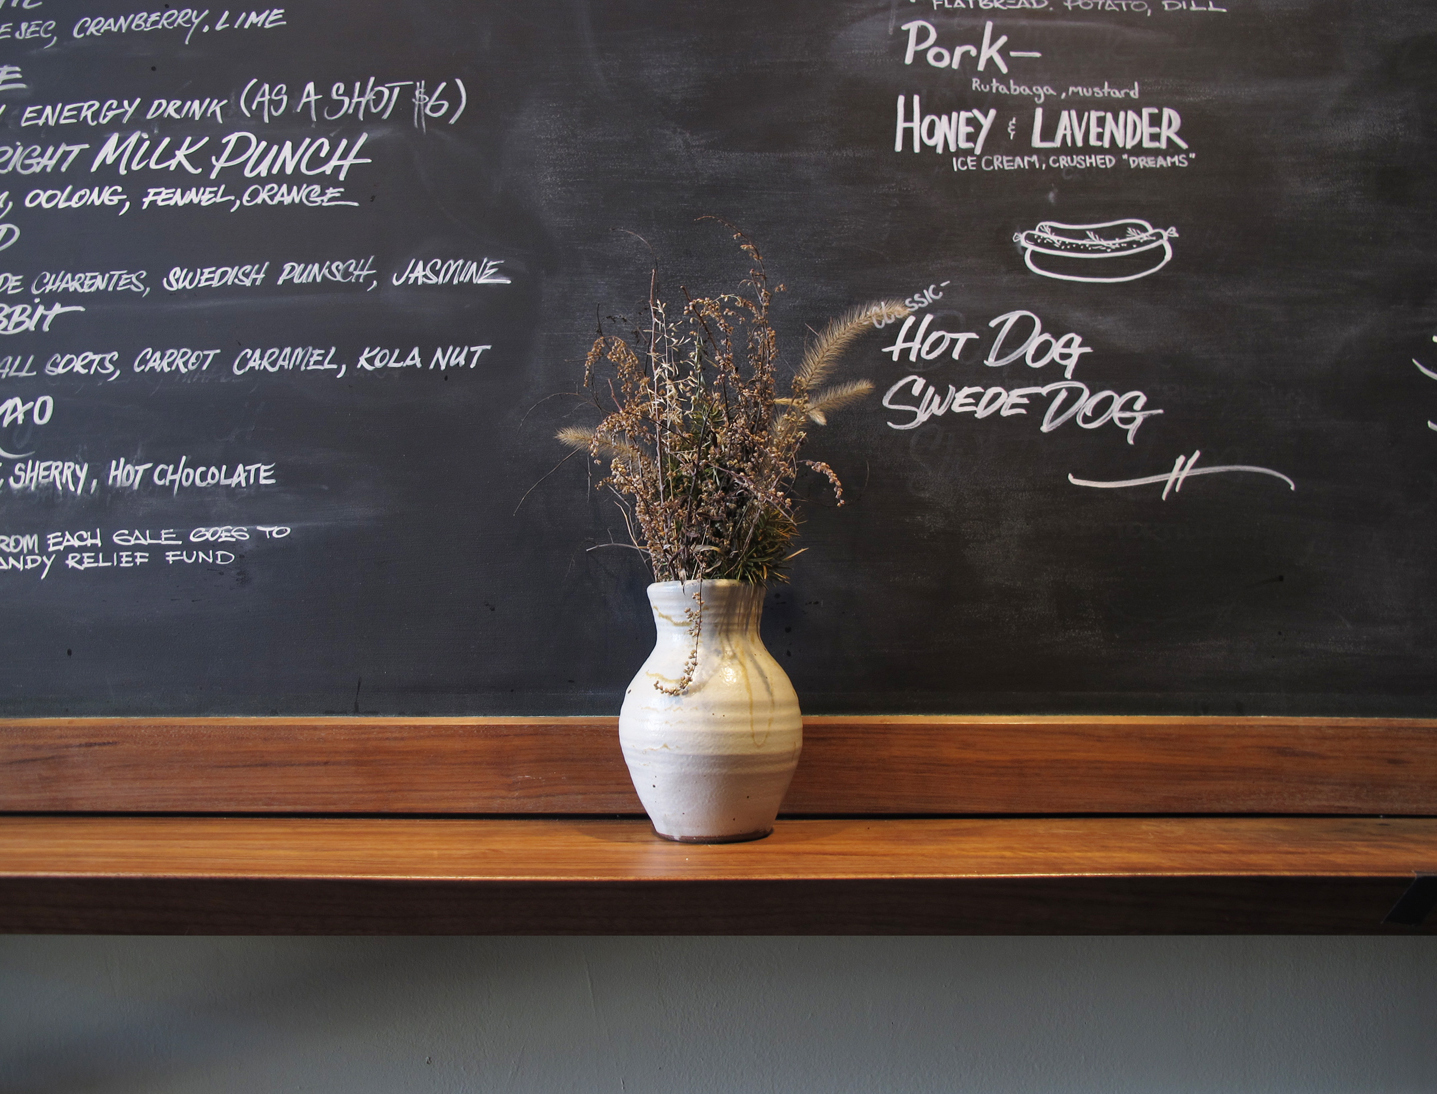 ESEC, CRANBERRY, LIME
ENERGY DRINK (AS A SHOT $6)
RIGHT MILK PUNCH
OOLONG, FENNEL, ORANGE
DE CHARENTES, SWEDISH PUNSCH, JASMINE
BBIT
ALL SORTS, CARROT CARAMEL, KOLA NUT
AO
SHERRY, HOT CHOCOLATE
ROM EACH SALE GOES TO
ANDY RELIEF FUND
FLATBREAD, POTATO, DILL
Pork—
Rutabaga, mustard
HONEY & LAVENDER
ICE CREAM, CRUSHED "DREAMS"
CLASSIC-
HOT DOG
SWEDE DOG